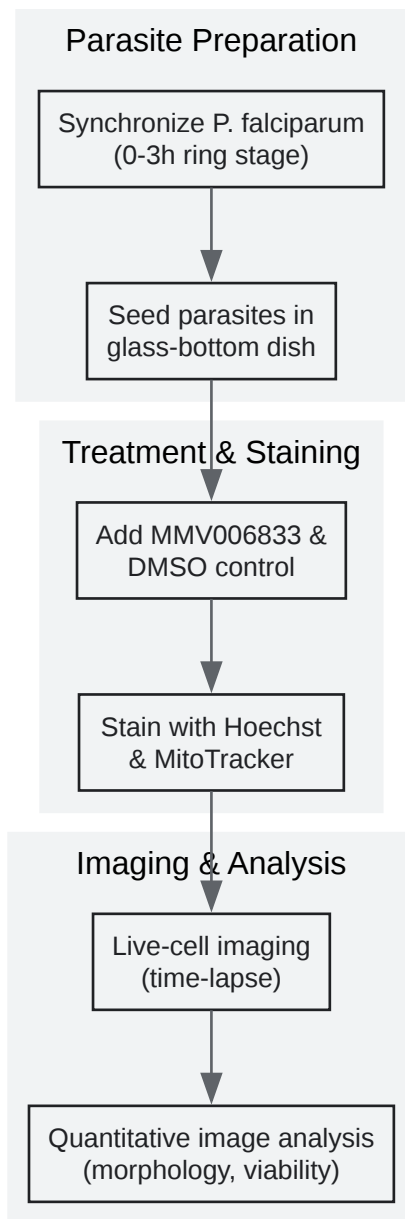 Parasite Preparation
Synchronize P. falciparum
(0-3h ring stage)
Seed parasites in
glass-bottom dish
Treatment & Staining
Add MMV006833 &
DMSO control
Stain with Hoechst
& MitoTracker
Imaging & Analysis
Live-cell imaging
(time-lapse)
Quantitative image analysis
(morphology, viability)